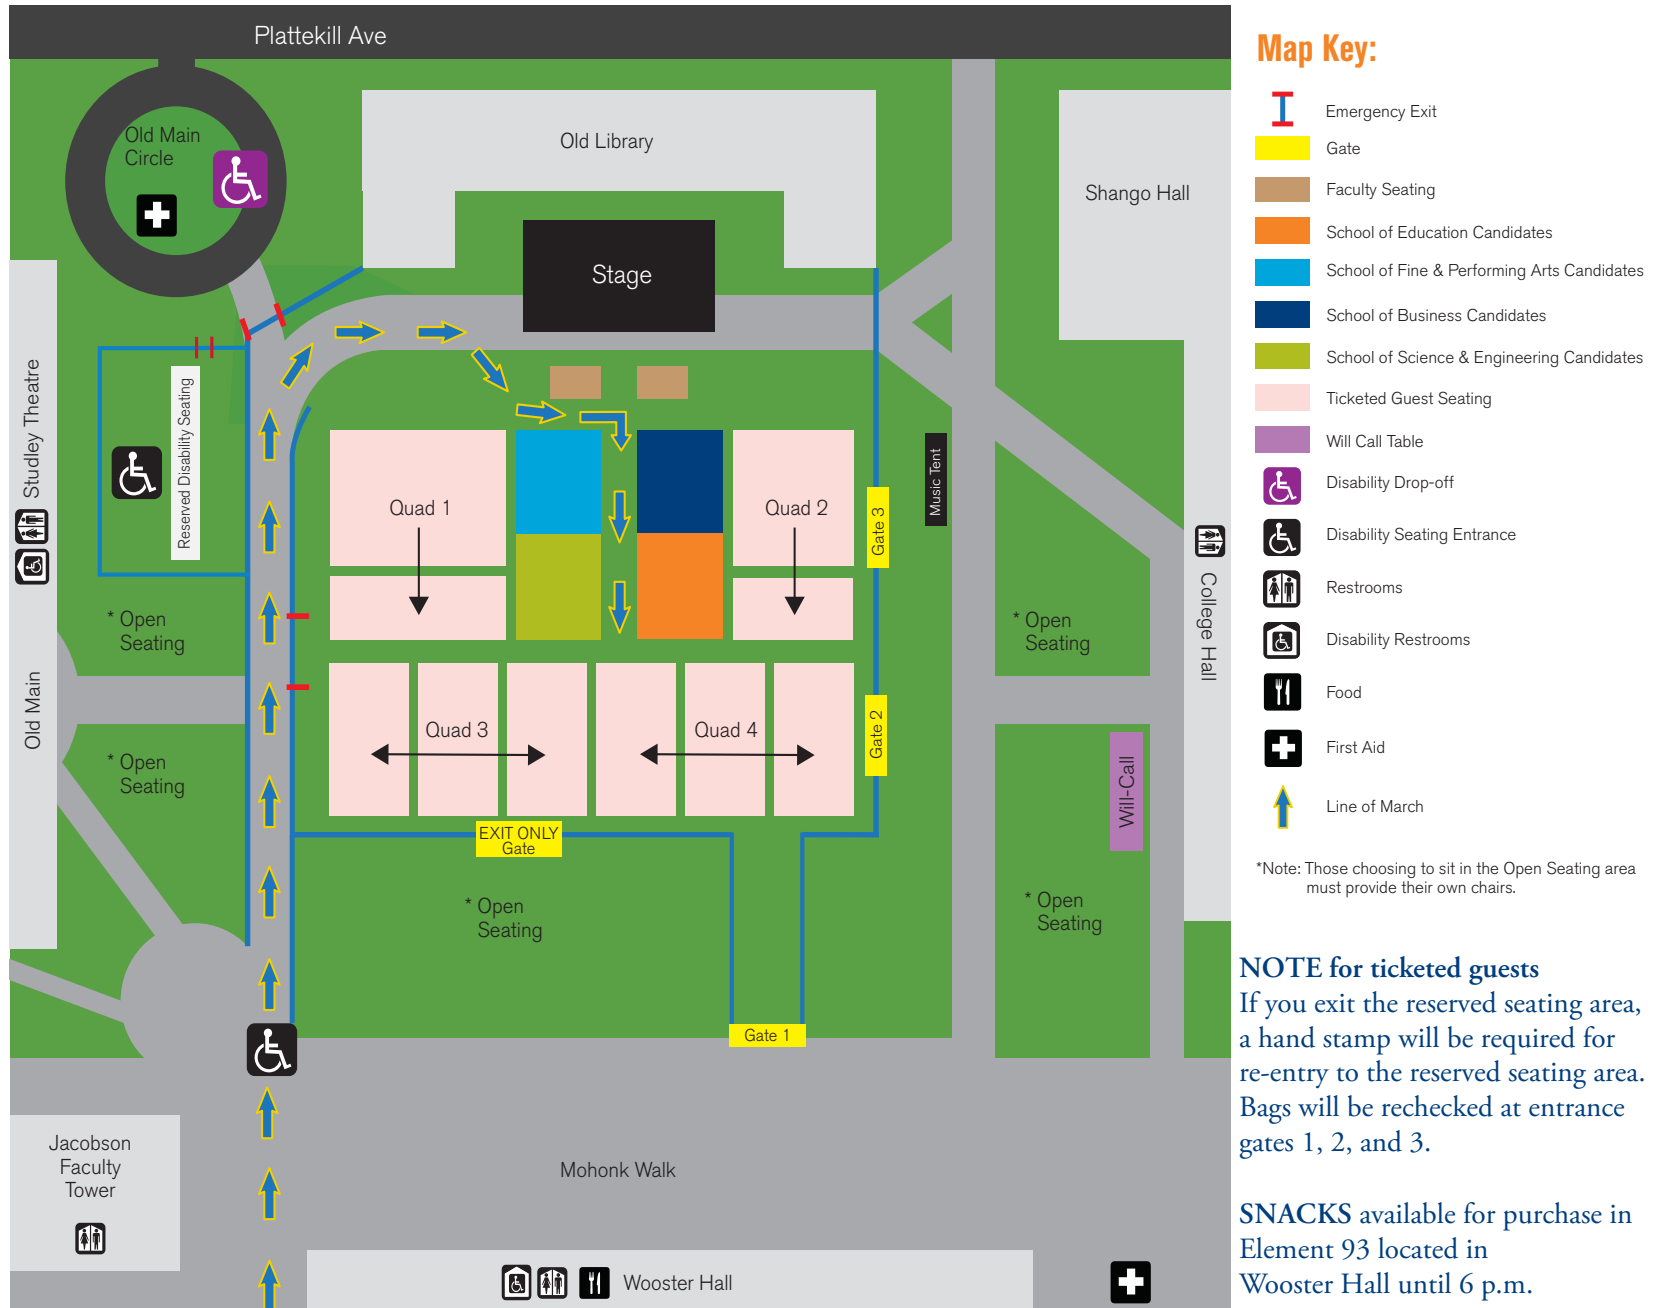 Plattekill Ave
Old Main
Circle
Old Library
Shango Hall
Stage
Studley Theatre
Reserved Disability Seating
Quad 1
Quad 2
Gate 3
Music Tent
* Open
Seating
* Open
Seating
College Hall
Old Main
Quad 3
Quad 4
Gate 2
* Open
Seating
Will-Call
EXIT ONLY
Gate
* Open
Seating
* Open
Seating
Gate 1
Jacobson
Faculty
Tower
Mohonk Walk
Wooster Hall
Map Key:
Emergency Exit
Gate
Faculty Seating
School of Education Candidates
School of Fine & Performing Arts Candidates
School of Business Candidates
School of Science & Engineering Candidates
Ticketed Guest Seating
Will Call Table
Disability Drop-off
Disability Seating Entrance
Restrooms
Disability Restrooms
Food
First Aid
Line of March
*Note: Those choosing to sit in the Open Seating area
must provide their own chairs.
NOTE for ticketed guests
If you exit the reserved seating area,
a hand stamp will be required for
re-entry to the reserved seating area.
Bags will be rechecked at entrance
gates 1, 2, and 3.
SNACKS available for purchase in
Element 93 located in
Wooster Hall until 6 p.m.